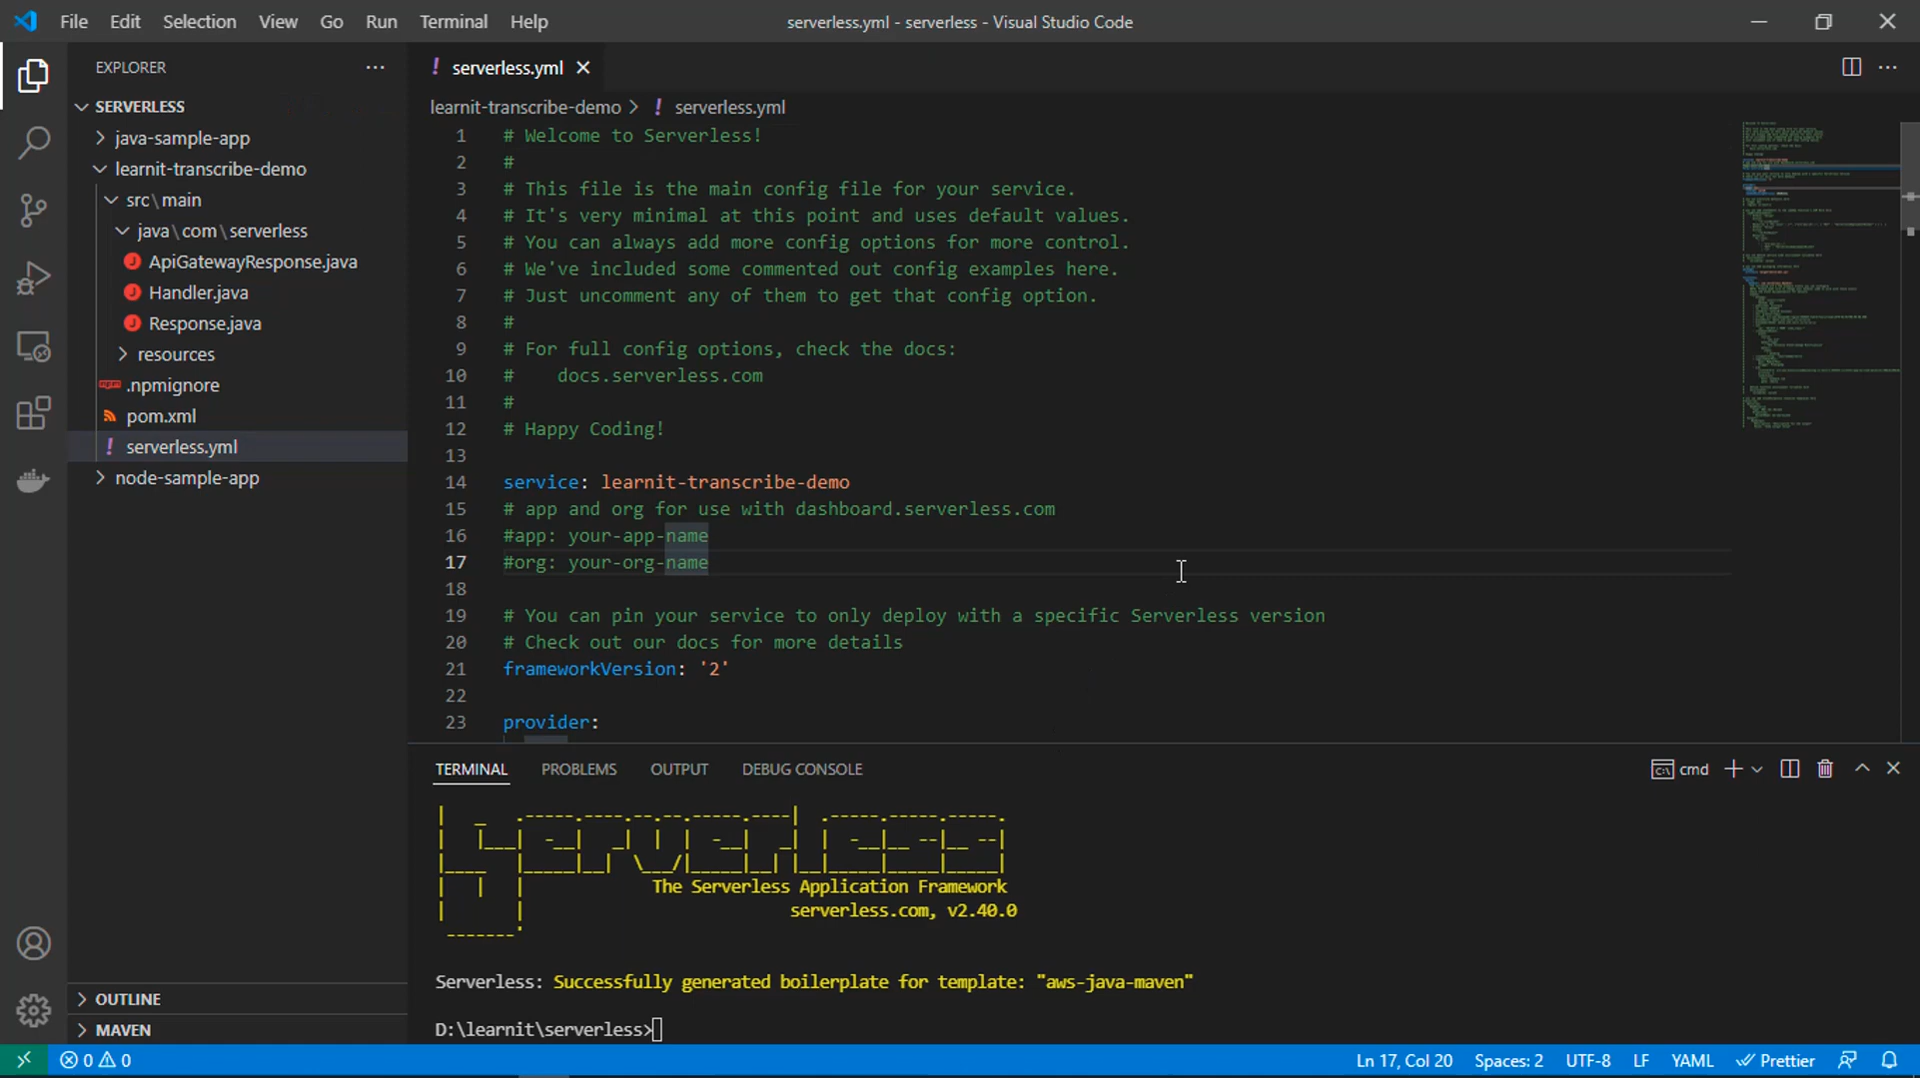 File Edit Selection View Go Run Terminal Help
serverless.yml - serverless - Visual Studio Code
EXPLORER
SERVERLESS
java-sample-app
learnit-transcribe-demo
src\main
java\com\serverless
ApiGatewayResponse.java
Handler.java
Response.java
resources
.npmignore
pom.xml
serverless.yml
node-sample-app
OUTLINE
MAVEN
serverless.yml
learnit-transcribe-demo > ! serverless.yml
1 # Welcome to Serverless!
2 #
3 # This file is the main config file for your service.
4 # It's very minimal at this point and uses default values.
5 # You can always add more config options for more control.
6 # We've included some commented out config examples here.
7 # Just uncomment any of them to get that config option.
8 #
9 # For full config options, check the docs:
10 #    docs.serverless.com
11 #
12 # Happy Coding!
13
14 service: learnit-transcribe-demo
15 # app and org for use with dashboard.serverless.com
16 #app: your-app-name
17 #org: your-org-name
18
19 # You can pin your service to only deploy with a specific Serverless version
20 # Check out our docs for more details
21 frameworkVersion: '2'
22
23 provider:
TERMINAL PROBLEMS OUTPUT DEBUG CONSOLE
cmd
Serverless
The Serverless Application Framework
serverless.com, v2.40.0
Serverless: Successfully generated boilerplate for template: "aws-java-maven"
D:\learnit\serverless>
0 0
Ln 17, Col 20 Spaces: 2 UTF-8 LF YAML Prettier